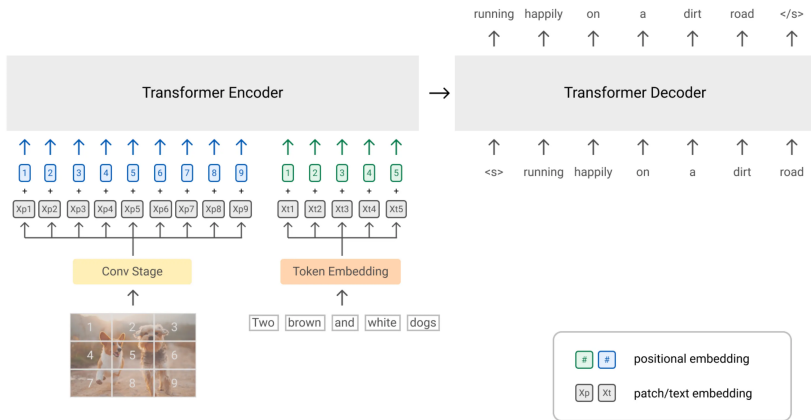 running happily on a dirt road </s>
Transformer Encoder
Transformer Decoder
1 2 3 4 5 6 7 8 9
1 2 3 4 5
<s> running happily on a dirt road
+ + + + + + + + +
+ + + + +
Xp1 Xp2 Xp3 Xp4 Xp5 Xp6 Xp7 Xp8 Xp9
Xt1 Xt2 Xt3 Xt4 Xt5
Conv Stage
Token Embedding
Two brown and white dogs
1 2 3
4 5 6
7 8 9
# # positional embedding
Xp Xt patch/text embedding